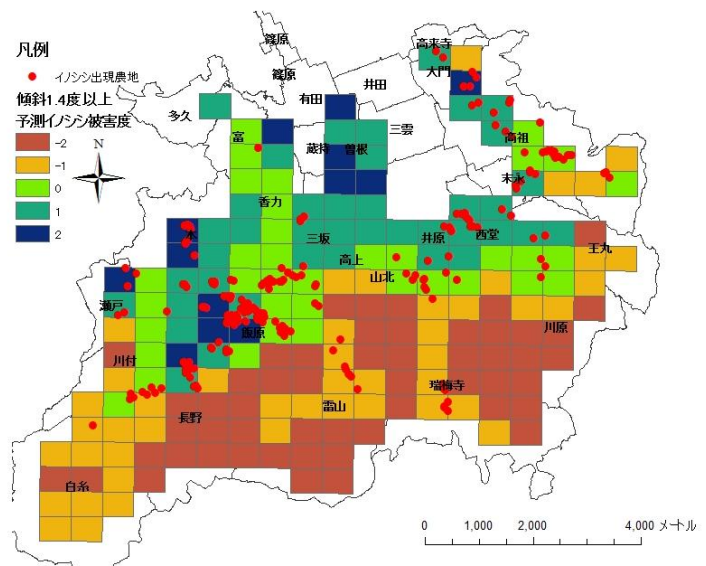 凡例
イノシシ出現農地
傾斜1.4度以上
予測イノシシ被害度
-2
-1
0
1
2
N
篠原
篠原
高来寺
大門
井田
有田
多久
富
蔵持
曽根
三雲
高祖
末永
香力
本
三坂
井原
西堂
王丸
高上
山北
瀬戸
飯原
川原
川付
瑞梅寺
長野
雷山
白糸
0
1,000
2,000
4,000 メートル